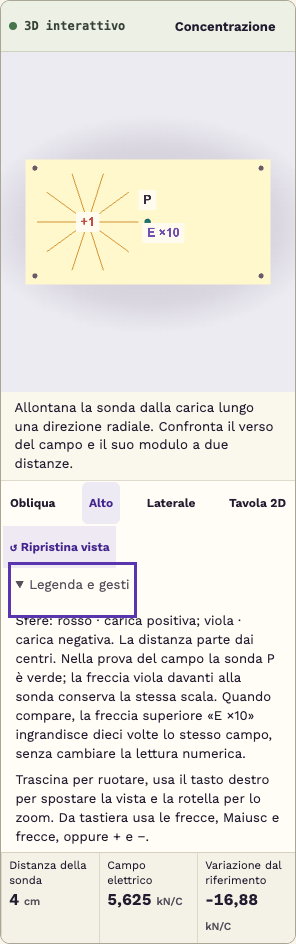 3D interattivo
Concentrazione
P
+1
E ×10
Allontana la sonda dalla carica lungo
una direzione radiale. Confronta il verso
del campo e il suo modulo a due
distanze.
Obliqua
Alto
Laterale
Tavola 2D
↺ Ripristina vista
▼ Legenda e gesti
Sfere: rosso · carica positiva; viola ·
carica negativa. La distanza parte dai
centri. Nella prova del campo la sonda P
è verde; la freccia viola davanti alla
sonda conserva la stessa scala. Quando
compare, la freccia superiore «E ×10»
ingrandisce dieci volte lo stesso campo,
senza cambiare la lettura numerica.
Trascina per ruotare, usa il tasto destro
per spostare la vista e la rotella per lo
zoom. Da tastiera usa le frecce, Maiusc e
frecce, oppure + e −.
Distanza della
sonda
4 cm
Campo
elettrico
5,625 kN/C
Variazione dal
riferimento
-16,88
kN/C